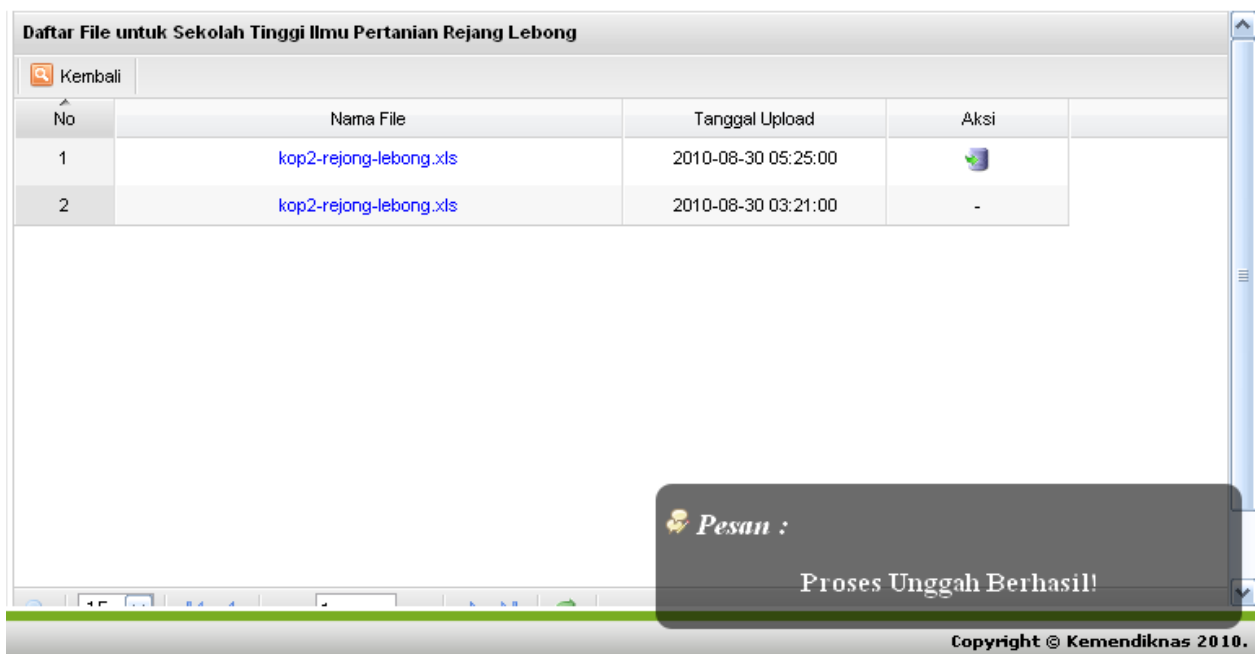 Daftar File untuk Sekolah Tinggi Ilmu Pertanian Rejang Lebong
Kembali
No Nama File Tanggal Upload Aksi
1 kop2-rejong-lebong.xls 2010-08-30 05:25:00
2 kop2-rejong-lebong.xls 2010-08-30 03:21:00 -
Pesan :
Proses Unggah Berhasil!
15
Copyright © Kemendiknas 2010.